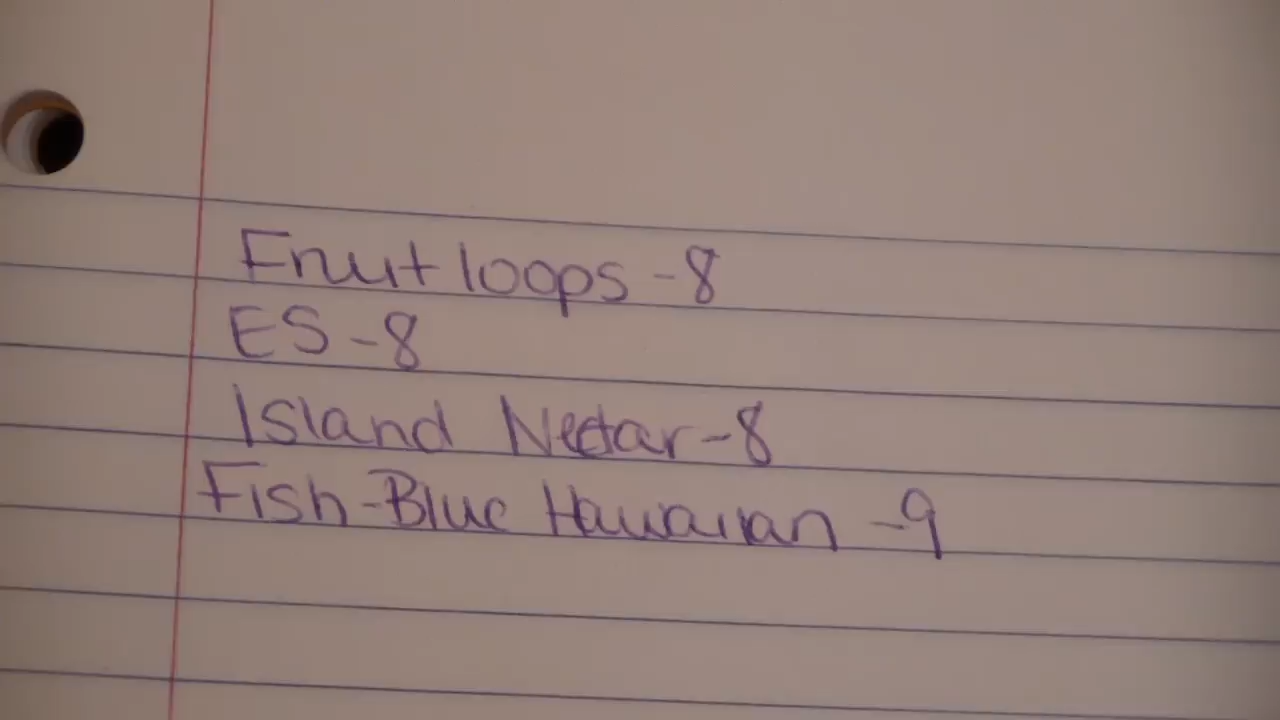 Fruit loops - 8
ES - 8
Island Nectar - 8
Fish - Blue Hawaiian - 9